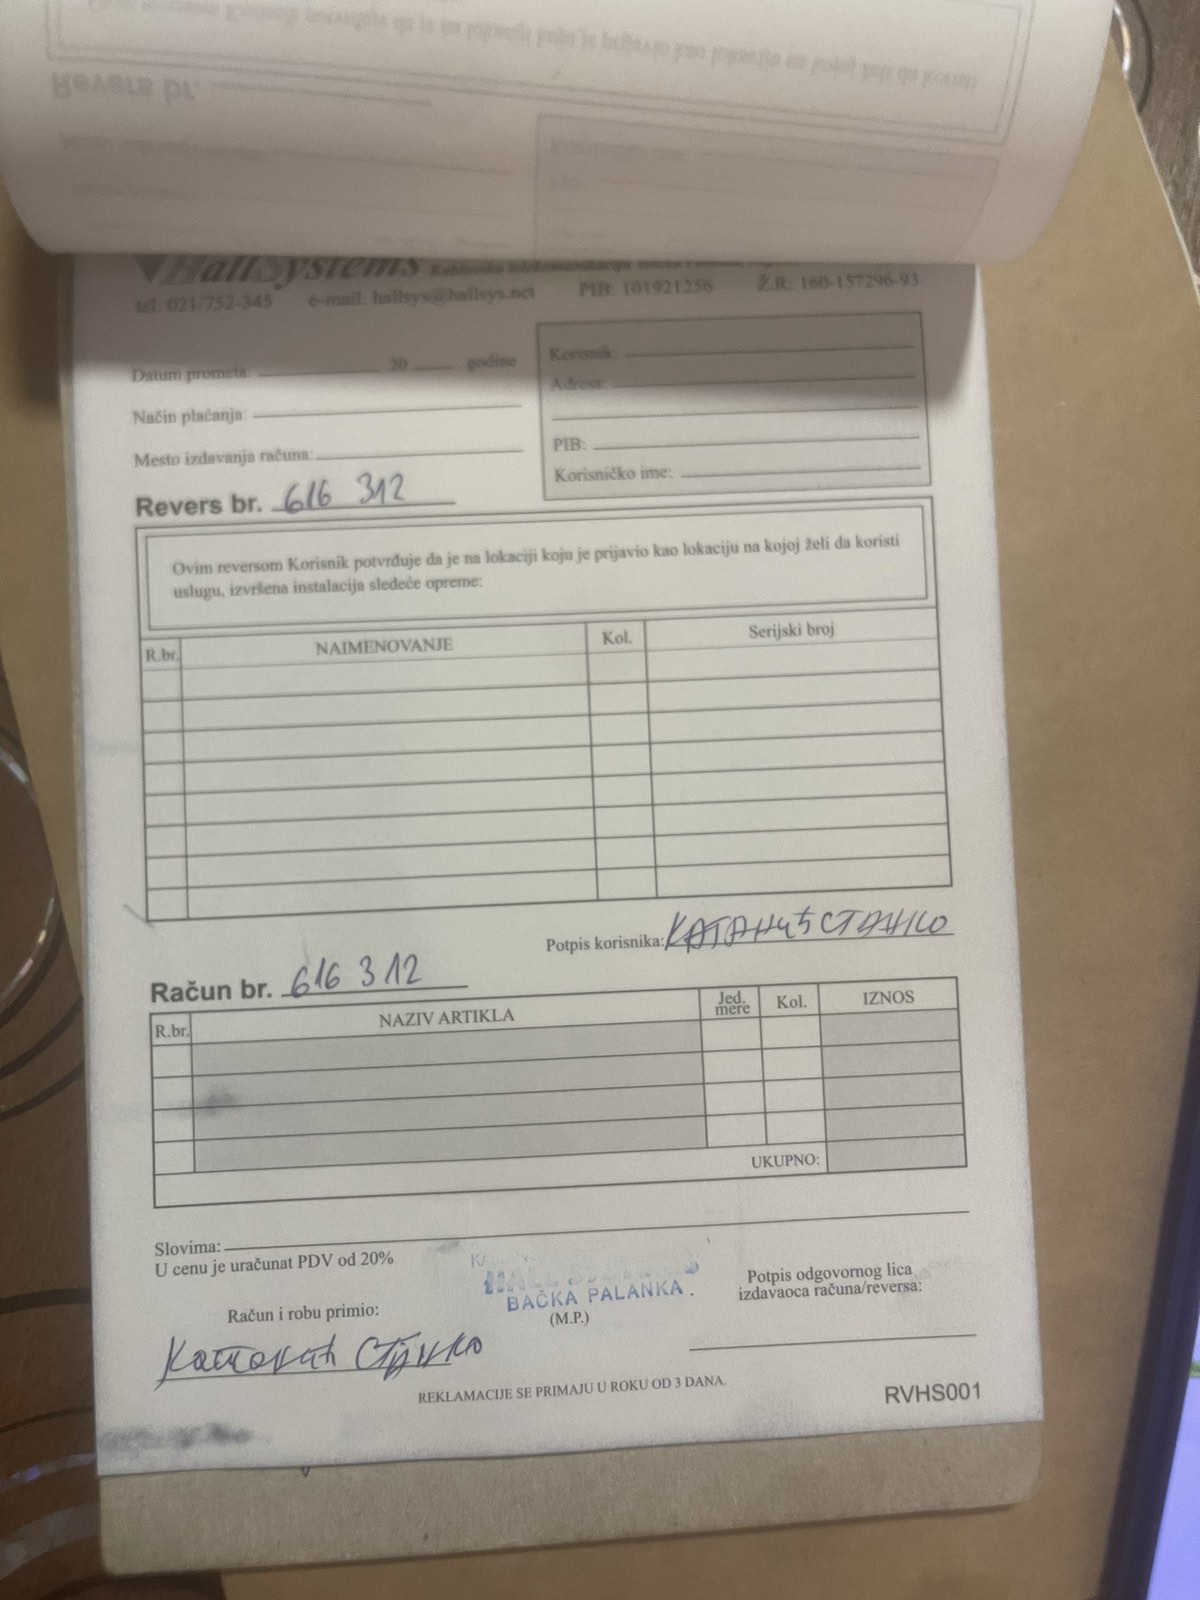 HallSystems
tel: 021/752-345 e-mail: hallsys@hallsys.net PIB: 101921256 Ž.R: 160-157296-93
Datum prometa: 20 godine
Način plaćanja:
Mesto izdavanja računa:
Korisnik:
Adresa:
PIB:
Korisničko ime:
Revers br. 616 312
Ovim reversom Korisnik potvrđuje da je na lokaciji koju je prijavio kao lokaciju na kojoj želi da koristi
uslugu, izvršena instalacija sledeće opreme:
R.br. NAIMENOVANJE Kol. Serijski broj
Potpis korisnika: КАТАНИЋ СТАНКО
Račun br. 616 312
R.br. NAZIV ARTIKLA Jed. mere Kol. IZNOS
UKUPNO:
Slovima:
U cenu je uračunat PDV od 20%
BAČKA PALANKA.
(M.P.)
Račun i robu primio:
Potpis odgovornog lica
izdavaoca računa/reversa:
Катанић Станко
REKLAMACIJE SE PRIMAJU U ROKU OD 3 DANA.
RVHS001